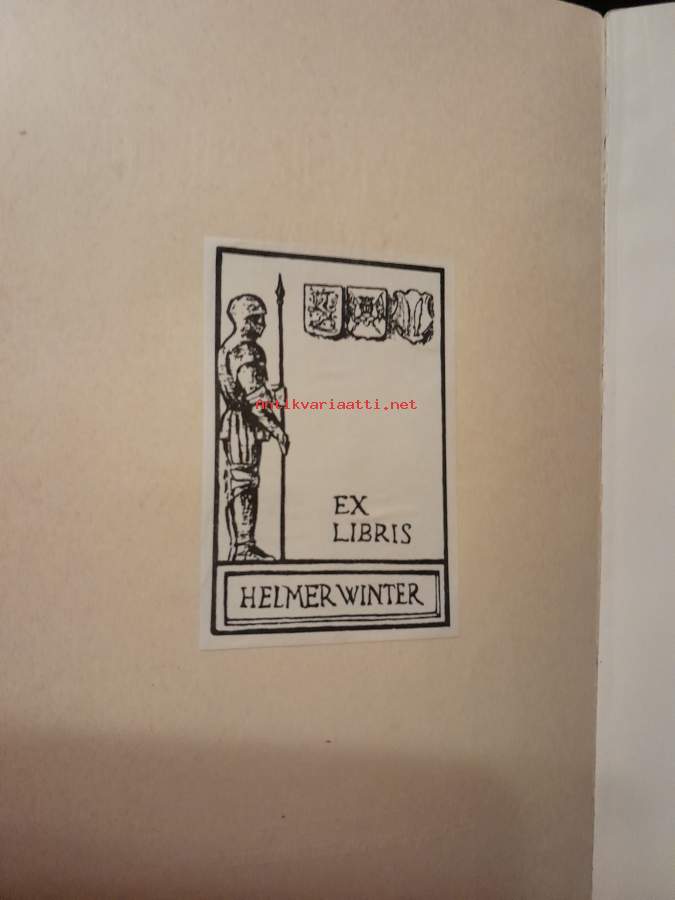 Antikvariaatti.net
EX
LIBRIS
HELMER WINTER